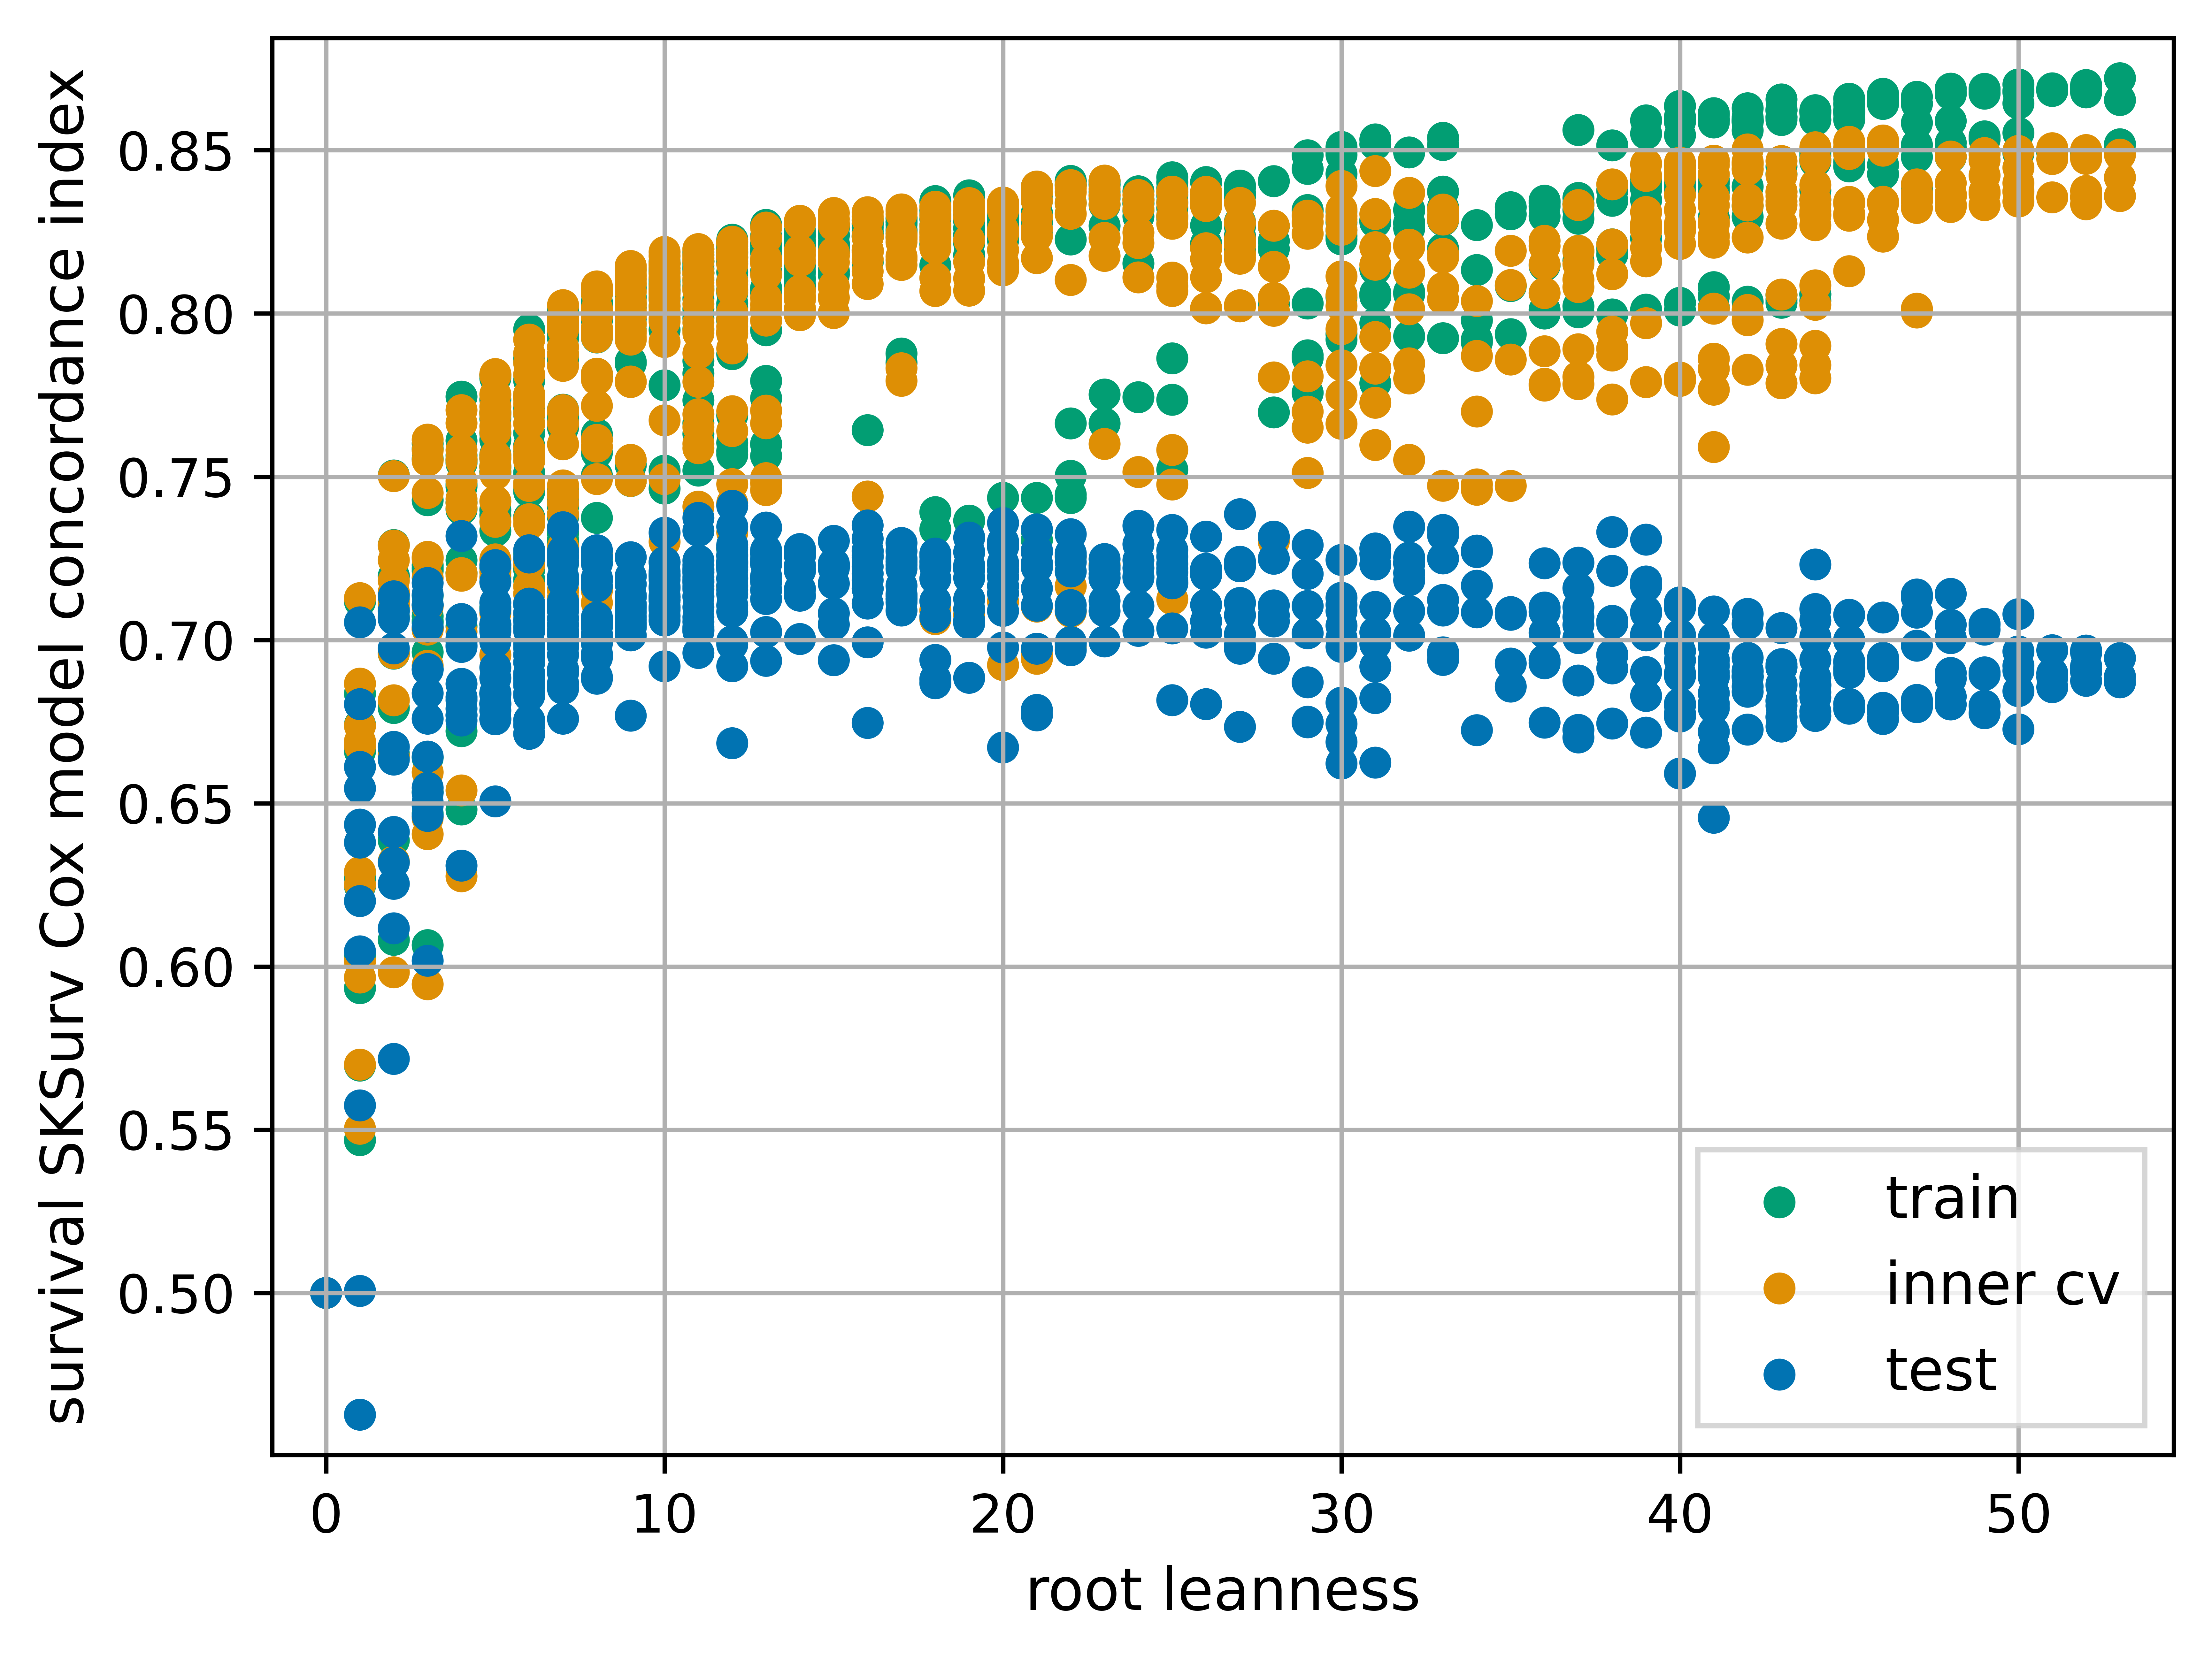 survival SKSurv Cox model concordance index
0.85
0.80
0.75
0.70
0.65
0.60
0.55
0.50
train
inner cv
test
0 10 20 30 40 50
root leanness